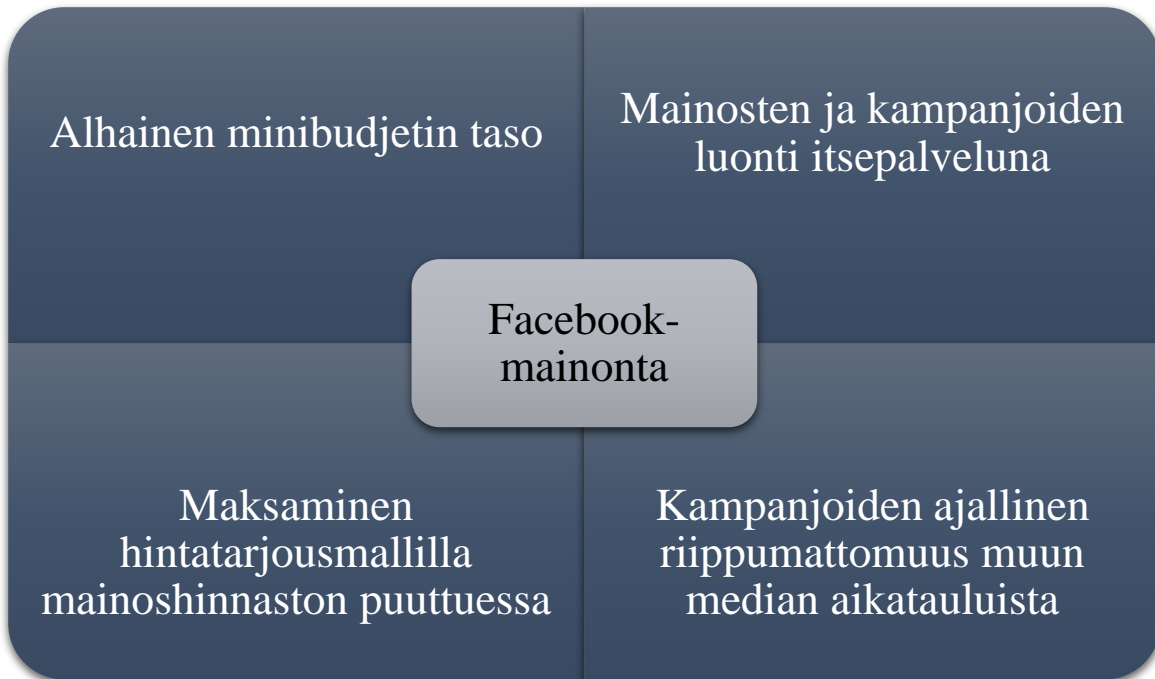 Alhainen minibudjetin taso
Mainosten ja kampanjoiden
luonti itsepalveluna
Facebook-
mainonta
Maksaminen
hintatarjousmallilla
mainoshinnaston puuttuessa
Kampanjoiden ajallinen
riippumattomuus muun
median aikatauluista